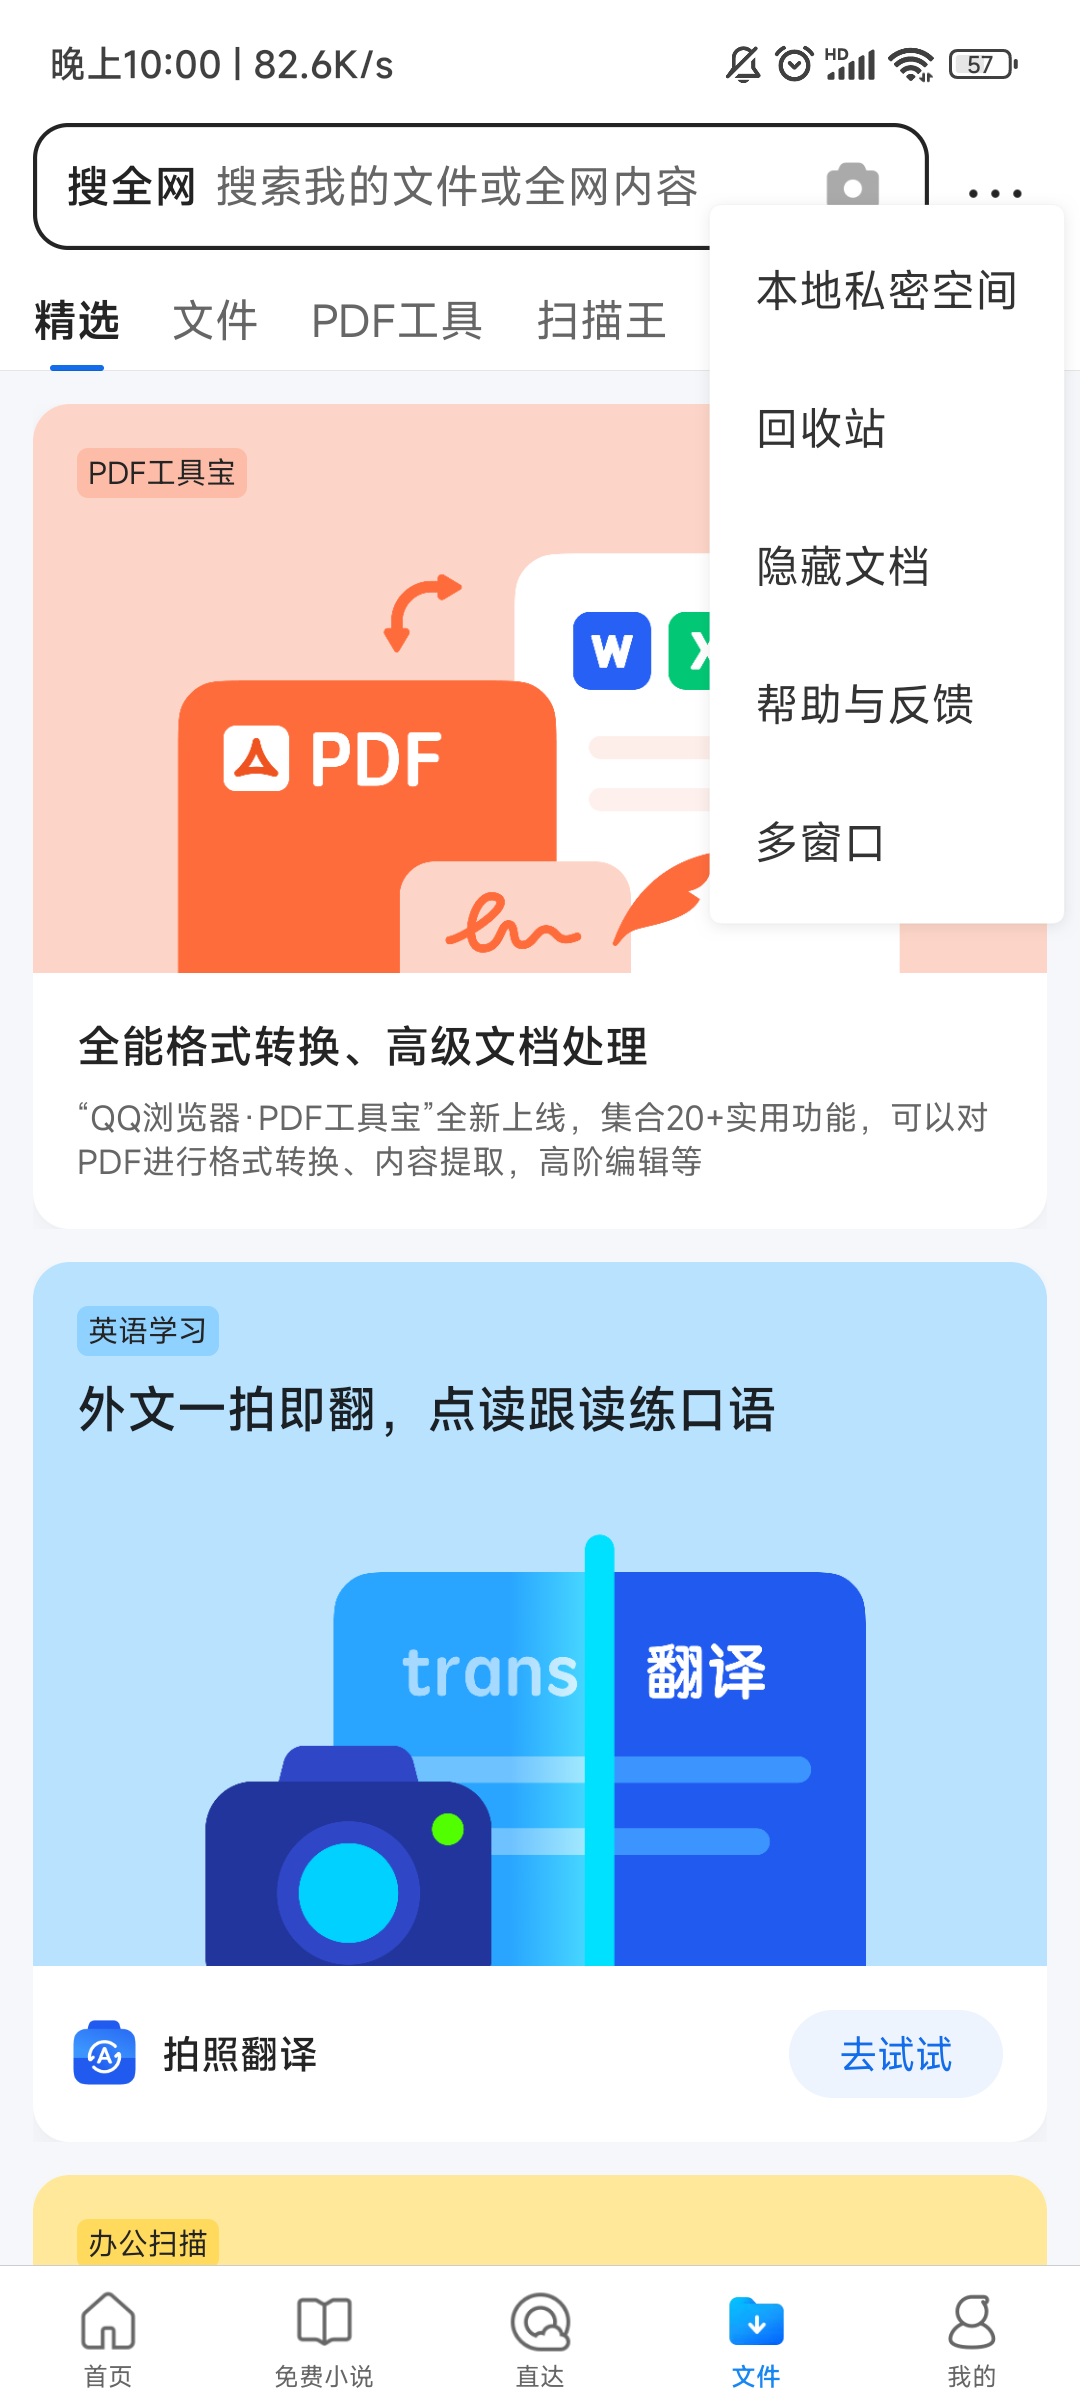 晚上10:00 | 82.6K/s
HD
57
搜全网 搜索我的文件或全网内容
精选 文件 PDF工具 扫描王
本地私密空间
回收站
隐藏文档
帮助与反馈
多窗口
PDF工具宝
W X
PDF
全能格式转换、高级文档处理
“QQ浏览器·PDF工具宝”全新上线，集合20+实用功能，可以对
PDF进行格式转换、内容提取，高阶编辑等
英语学习
外文一拍即翻，点读跟读练口语
trans 翻译
A
拍照翻译
去试试
办公扫描
首页 免费小说 直达 文件 我的